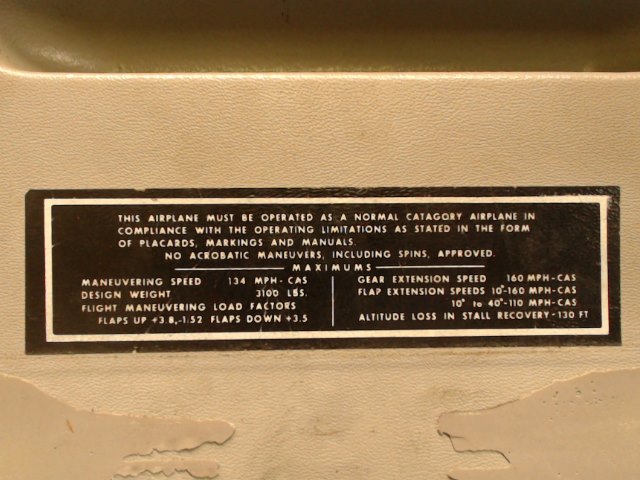 THIS AIRPLANE MUST BE OPERATED AS A NORMAL CATAGORY AIRPLANE IN
COMPLIANCE WITH THE OPERATING LIMITATIONS AS STATED IN THE FORM
OF PLACARDS, MARKINGS AND MANUALS.
NO ACROBATIC MANEUVERS, INCLUDING SPINS, APPROVED.
MAXIMUMS
MANEUVERING SPEED 134 MPH-CAS
DESIGN WEIGHT 3100 LBS.
FLIGHT MANEUVERING LOAD FACTORS
FLAPS UP +3.8,-1.52 FLAPS DOWN +3.5
GEAR EXTENSION SPEED 160 MPH-CAS
FLAP EXTENSION SPEEDS 10°-160 MPH-CAS
10° to 40°-110 MPH-CAS
ALTITUDE LOSS IN STALL RECOVERY-130 FT